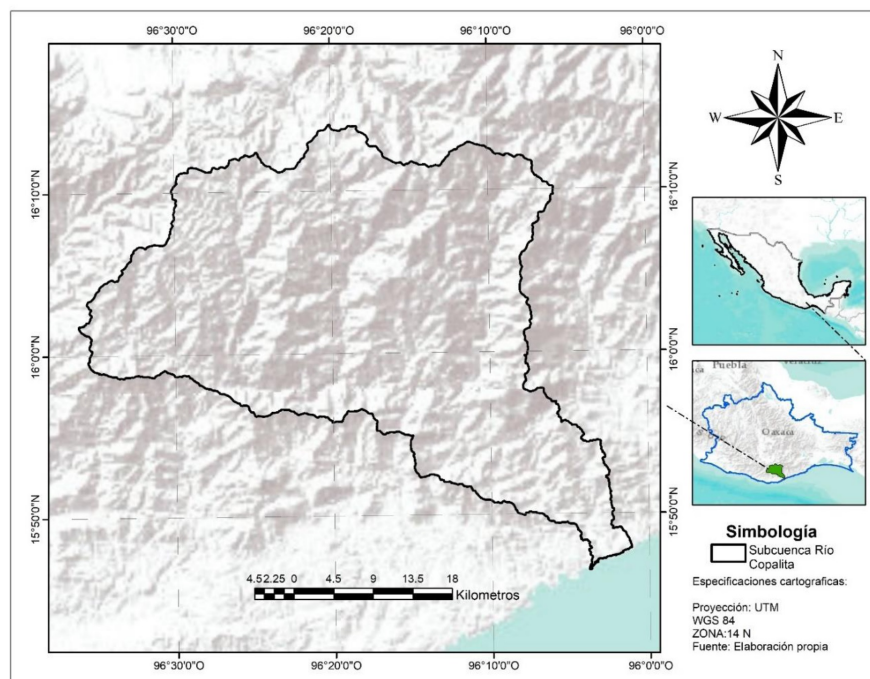 96°30'0"O 96°20'0"O 96°10'0"O 96°0'0"O
N
W E
S
16°10'0"N 16°10'0"N
16°0'0"N 16°0'0"N
15°50'0"N 15°50'0"N
Puebla
Oaxaca
4.52.25 0 4.5 9 13.5 18
Kilometros
96°30'0"O 96°20'0"O 96°10'0"O 96°0'0"O
Simbología
Subcuenca Río
Copalita
Especificaciones cartograficas:
Proyección: UTM
WGS 84
ZONA:14 N
Fuente: Elaboración propia